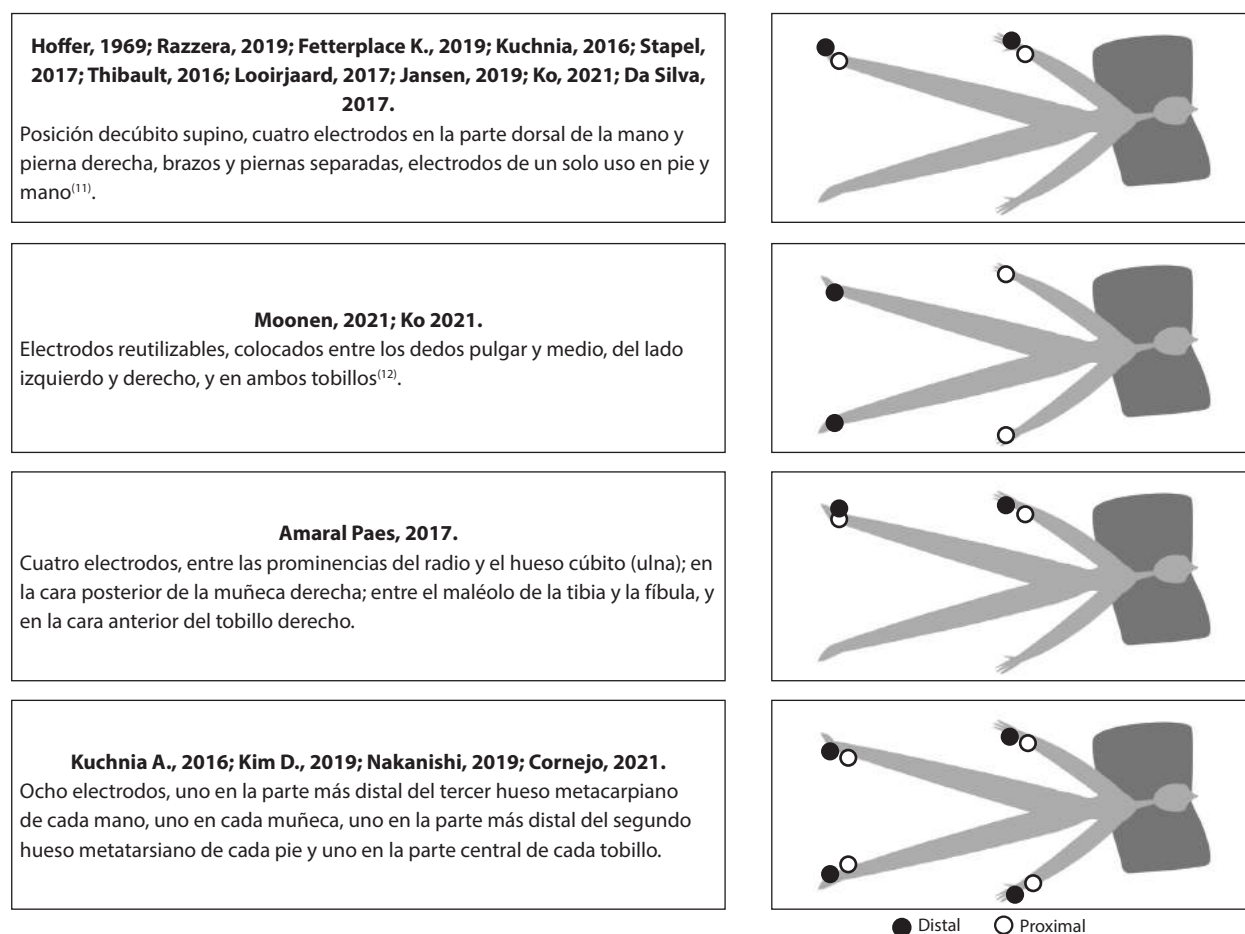 Hoffer, 1969; Razzera, 2019; Fetterplace K., 2019; Kuchnia, 2016; Stapel,
2017; Thibault, 2016; Looirjaard, 2017; Jansen, 2019; Ko, 2021; Da Silva,
2017.
Posición decúbito supino, cuatro electrodos en la parte dorsal de la mano y
pierna derecha, brazos y piernas separadas, electrodos de un solo uso en pie y
mano(11).
Moonen, 2021; Ko 2021.
Electrodos reutilizables, colocados entre los dedos pulgar y medio, del lado
izquierdo y derecho, y en ambos tobillos(12).
Amaral Paes, 2017.
Cuatro electrodos, entre las prominencias del radio y el hueso cúbito (ulna); en
la cara posterior de la muñeca derecha; entre el maléolo de la tibia y la fíbula, y
en la cara anterior del tobillo derecho.
Kuchnia A., 2016; Kim D., 2019; Nakanishi, 2019; Cornejo, 2021.
Ocho electrodos, uno en la parte más distal del tercer hueso metacarpiano
de cada mano, uno en cada muñeca, uno en la parte más distal del segundo
hueso metatarsiano de cada pie y uno en la parte central de cada tobillo.
Distal Proximal